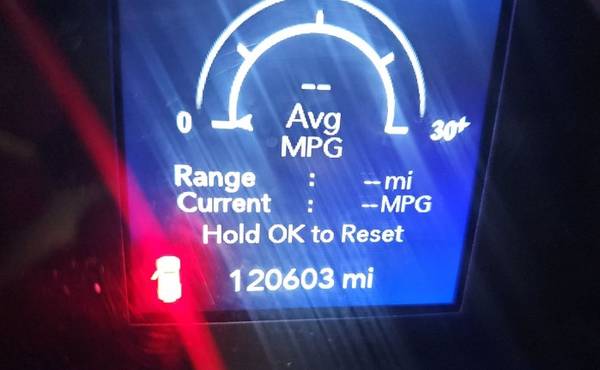 --
0 Avg 30+
MPG
Range : --mi
Current : --MPG
Hold OK to Reset
120603 mi